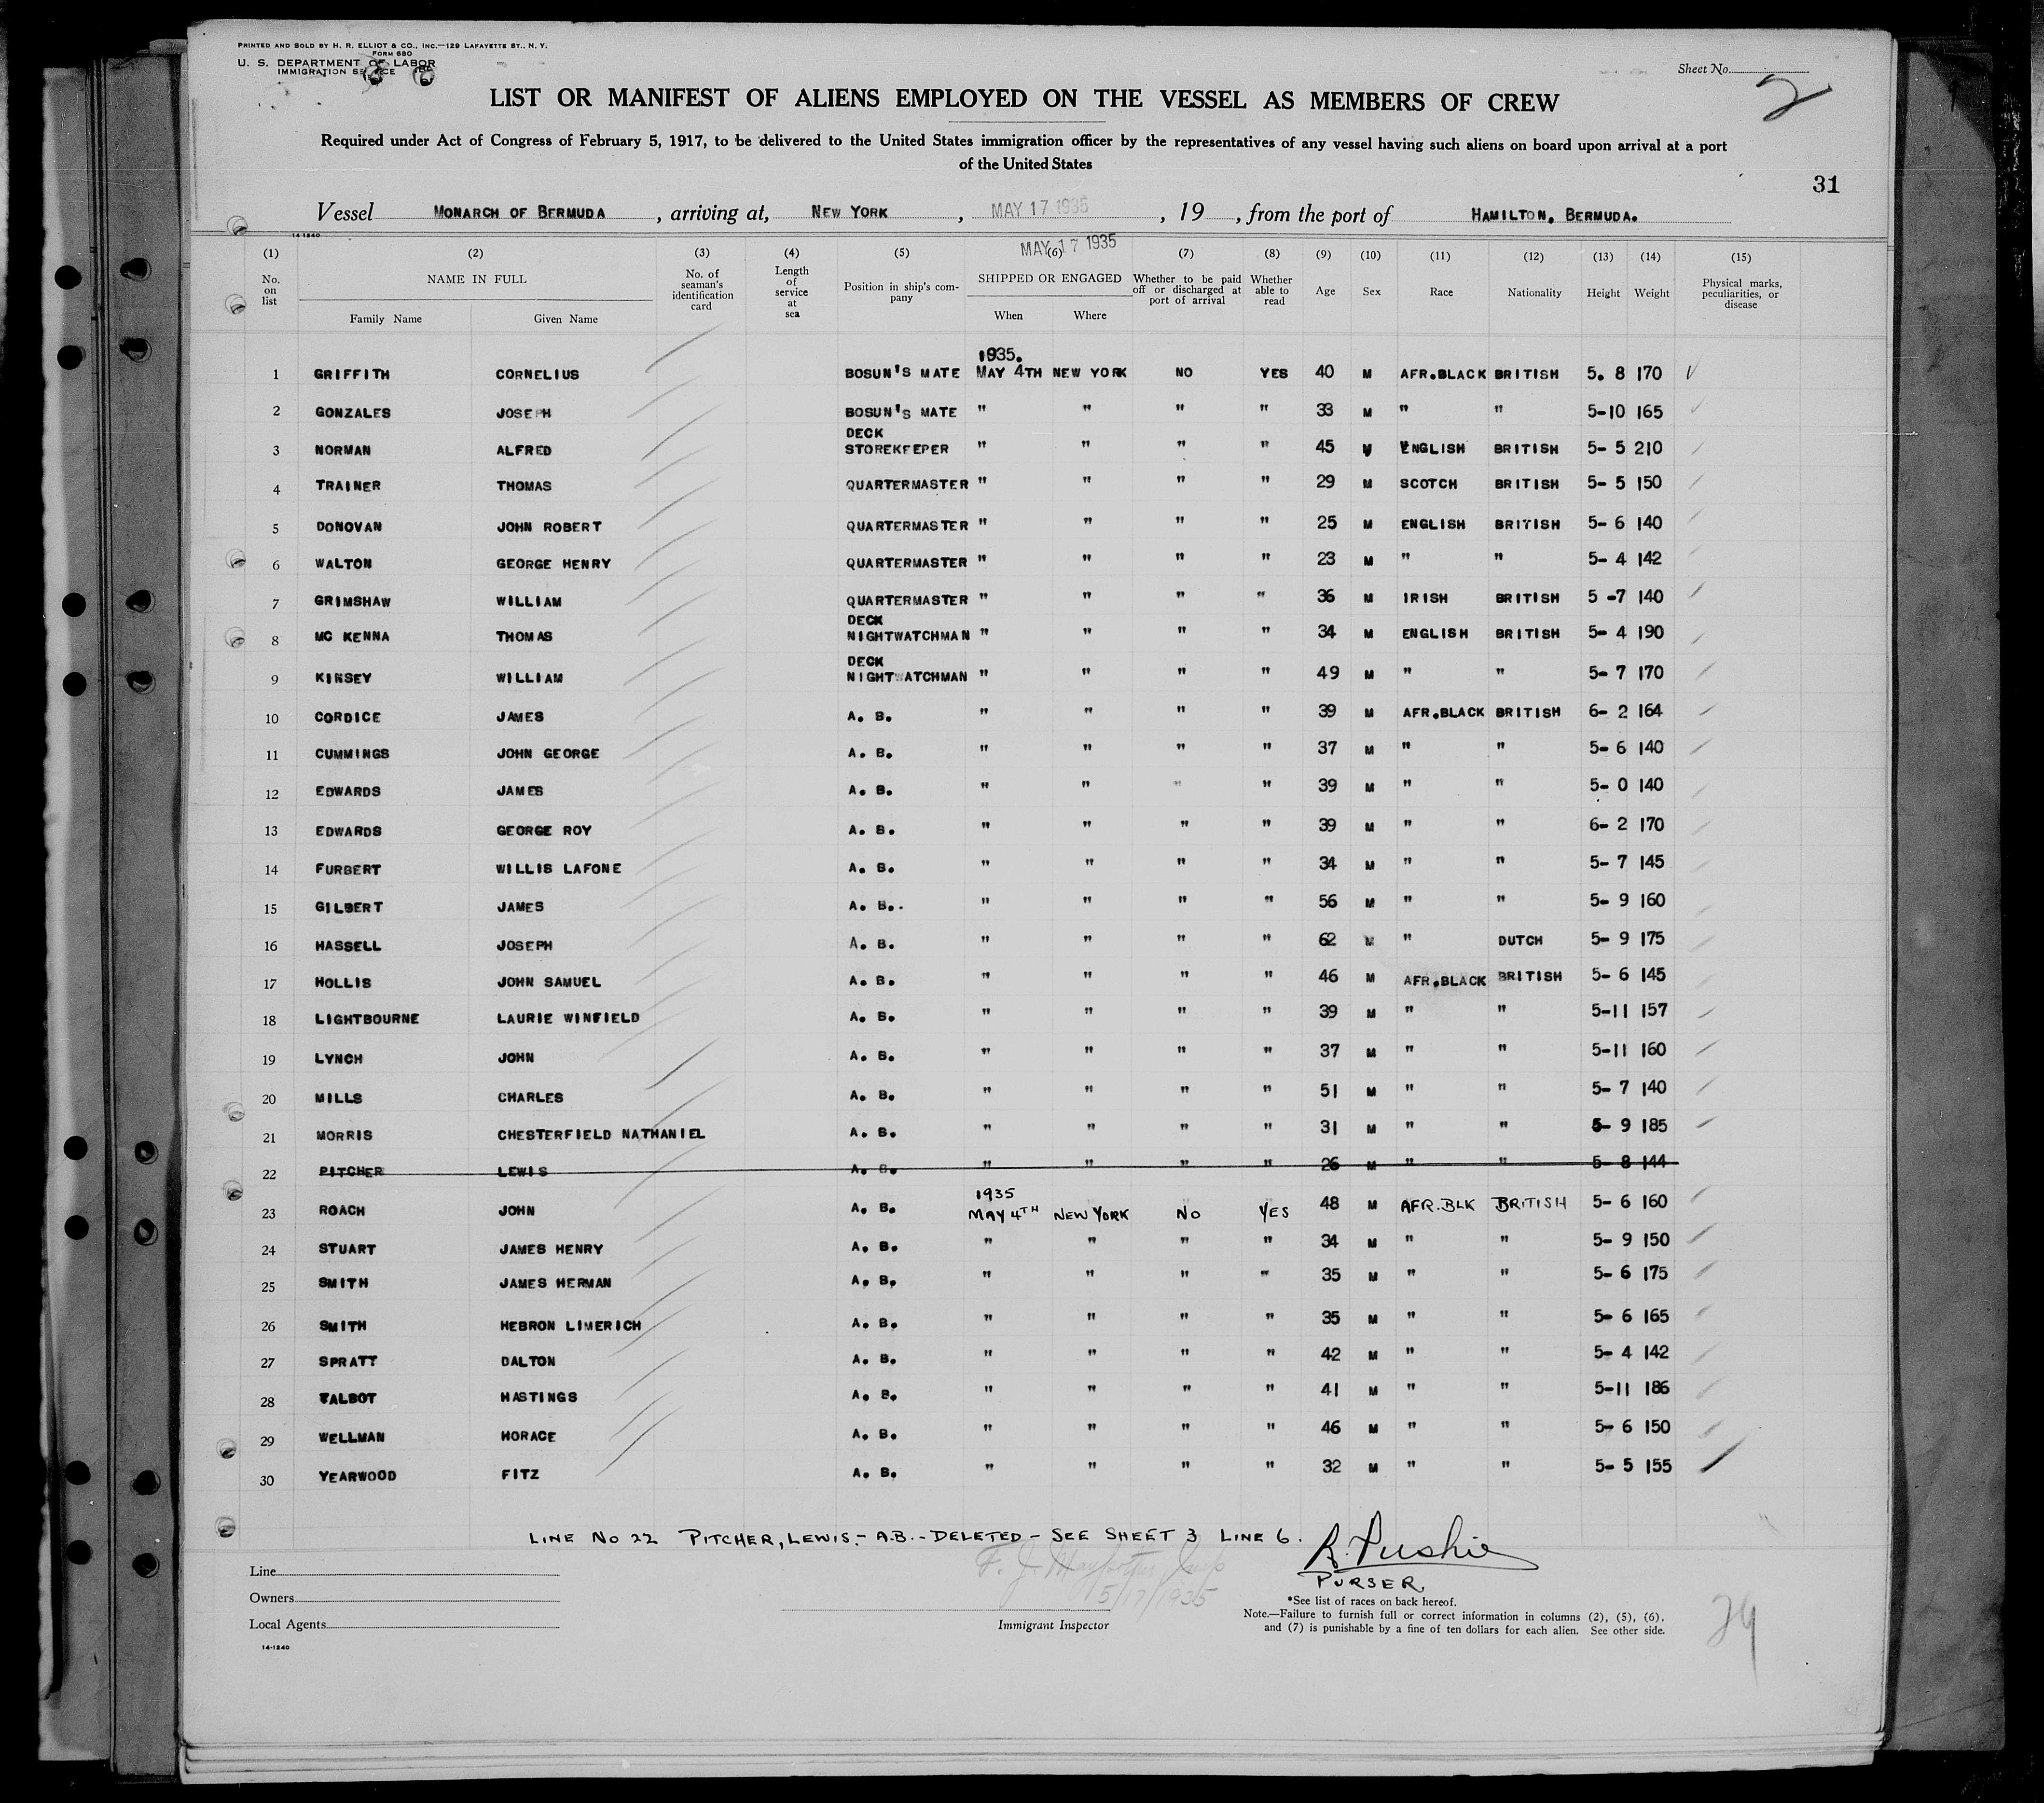 PRINTED AND SOLD BY H. R. ELLIOT & CO., INC.—129 LAFAYETTE ST., N. Y.
FORM 680
U. S. DEPARTMENT OF LABOR
IMMIGRATION
Sheet No. 2
LIST OR MANIFEST OF ALIENS EMPLOYED ON THE VESSEL AS MEMBERS OF CREW
Required under Act of Congress of February 5, 1917, to be delivered to the United States immigration officer by the representatives of any vessel having such aliens on board upon arrival at a port
of the United States
31
Vessel MONARCH OF BERMUDA, arriving at, NEW YORK, MAY 17 1935, 19 , from the port of HAMILTON, BERMUDA.
14-1240
MAY 17 1935
(1) (2) (3) (4) (5) (6) (7) (8) (9) (10) (11) (12) (13) (14) (15)
No. on list NAME IN FULL Family Name Given Name No. of seaman's identification card Length of service at sea Position in ship's company SHIPPED OR ENGAGED When Where Whether to be paid off or discharged at port of arrival Whether able to read Age Sex Race Nationality Height Weight Physical marks, peculiarities, or disease
1935.
1 GRIFFITH CORNELIUS BOSUN'S MATE MAY 4TH NEW YORK NO YES 40 M AFR.BLACK BRITISH 5. 8 170
2 GONZALES JOSEPH BOSUN'S MATE " " " " 33 M " " 5-10 165
3 NORMAN ALFRED DECK STOREKEEPER " " " " 45 M ENGLISH BRITISH 5- 5 210
4 TRAINER THOMAS QUARTERMASTER " " " " 29 M SCOTCH BRITISH 5- 5 150
5 DONOVAN JOHN ROBERT QUARTERMASTER " " " " 25 M ENGLISH BRITISH 5- 6 140
6 WALTON GEORGE HENRY QUARTERMASTER " " " " 23 M " " 5- 4 142
7 GRIMSHAW WILLIAM QUARTERMASTER " " " " 36 M IRISH BRITISH 5 -7 140
8 MC KENNA THOMAS DECK NIGHTWATCHMAN " " " " 34 M ENGLISH BRITISH 5- 4 190
9 KINSEY WILLIAM DECK NIGHTWATCHMAN " " " " 49 M " " 5- 7 170
10 CORDICE JAMES A. B. " " " " 39 M AFR.BLACK BRITISH 6- 2 164
11 CUMMINGS JOHN GEORGE A. B. " " " " 37 M " " 5- 6 140
12 EDWARDS JAMES A. B. " " " " 39 M " " 5- 0 140
13 EDWARDS GEORGE ROY A. B. " " " " 39 M " " 6- 2 170
14 FURBERT WILLIS LAFONE A. B. " " " " 34 M " " 5- 7 145
15 GILBERT JAMES A. B. " " " " 56 M " " 5- 9 160
16 HASSELL JOSEPH A. B. " " " " 62 M " DUTCH 5- 9 175
17 HOLLIS JOHN SAMUEL A. B. " " " " 46 M AFR.BLACK BRITISH 5- 6 145
18 LIGHTBOURNE LAURIE WINFIELD A. B. " " " " 39 M " " 5-11 157
19 LYNCH JOHN A. B. " " " " 37 M " " 5-11 160
20 MILLS CHARLES A. B. " " " " 51 M " " 5- 7 140
21 MORRIS CHESTERFIELD NATHANIEL A. B. " " " " 31 M " " 5- 9 185
22 PITCHER LEWIS A. B. " " " " 26 M " " 5- 8 144
1935
23 ROACH JOHN A. B. MAY 4TH NEW YORK NO YES 48 M AFR.BLK BRITISH 5- 6 160
24 STUART JAMES HENRY A. B. " " " " 34 M " " 5- 9 150
25 SMITH JAMES HERMAN A. B. " " " " 35 M " " 5- 6 175
26 SMITH HEBRON LIMERICH A. B. " " " " 35 M " " 5- 6 165
27 SPRATT DALTON A. B. " " " " 42 M " " 5- 4 142
28 TALBOT HASTINGS A. B. " " " " 41 M " " 5-11 186
29 WELLMAN HORACE A. B. " " " " 46 M " " 5- 6 150
30 YEARWOOD FITZ A. B. " " " " 32 M " " 5- 5 155
LINE NO 22 PITCHER, LEWIS.- A.B.- DELETED - SEE SHEET 3 LINE 6.
R. Pushie
PURSER.
Line
Owners
Local Agents
14-1240
F. J.
5/17/1935
Immigrant Inspector
*See list of races on back hereof.
Note.—Failure to furnish full or correct information in columns (2), (5), (6),
and (7) is punishable by a fine of ten dollars for each alien. See other side.
29